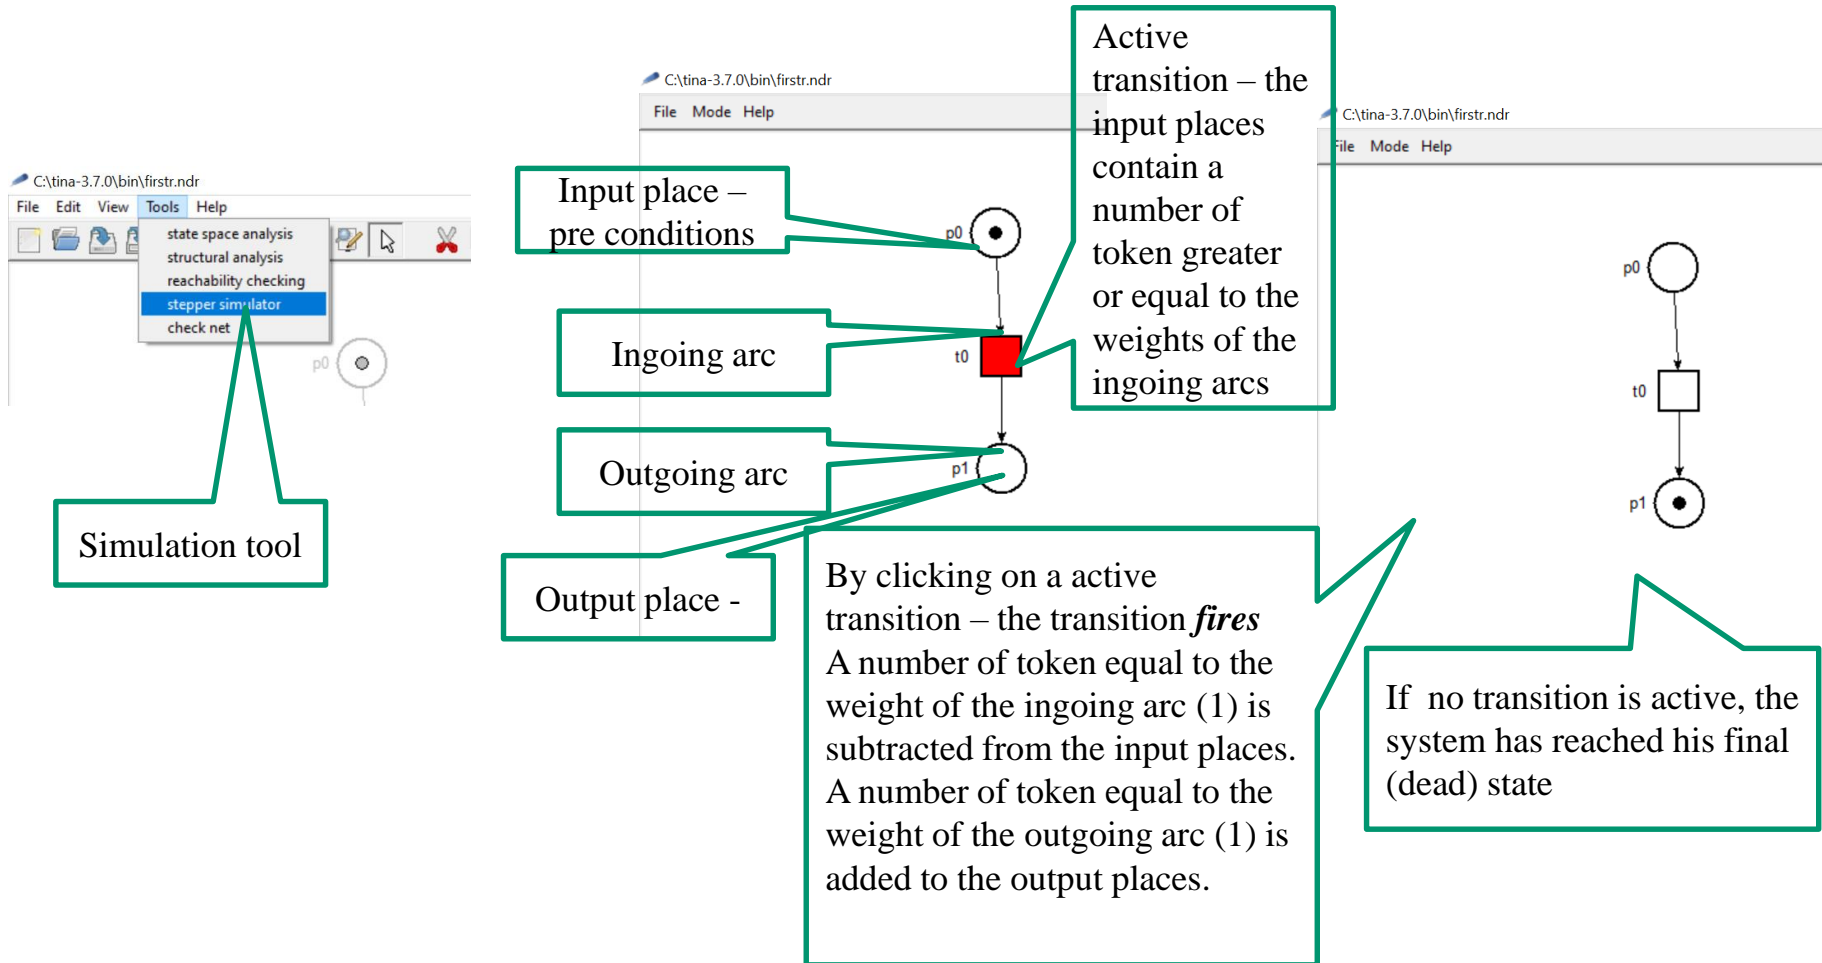 C:\tina-3.7.0\bin\firstr.ndr
File Edit View Tools Help
state space analysis
structural analysis
reachability checking
stepper simulator
check net
p0
Simulation tool
C:\tina-3.7.0\bin\firstr.ndr
File Mode Help
Input place –
pre conditions
p0
Ingoing arc
t0
Outgoing arc
p1
Output place -
Active
transition – the
input places
contain a
number of
token greater
or equal to the
weights of the
ingoing arcs
By clicking on a active
transition – the transition fires
A number of token equal to the
weight of the ingoing arc (1) is
subtracted from the input places.
A number of token equal to the
weight of the outgoing arc (1) is
added to the output places.
C:\tina-3.7.0\bin\firstr.ndr
File Mode Help
p0
t0
p1
If no transition is active, the
system has reached his final
(dead) state